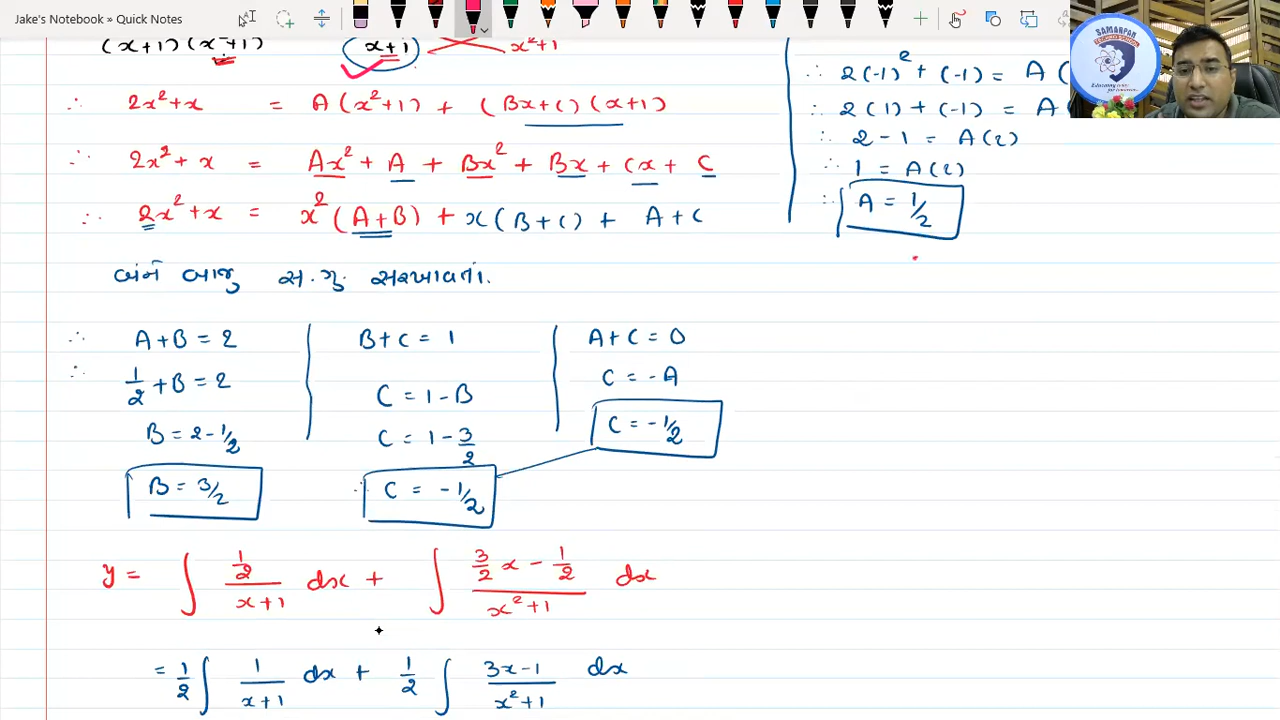 Jake's Notebook » Quick Notes
(x+1)(x²+1) x+1 x²+1
∴ 2x²+x = A(x²+1) + (Bx+C)(x+1)
∴ 2x²+x = Ax² + A + Bx² + Bx + Cx + C
∴ 2x²+x = x²(A+B) + x(B+C) + A+C
બંને બાજુ સ.ગુ. સરખાવતાં.
∴ A+B = 2
∴ 1/2 + B = 2
B = 2 - 1/2
B = 3/2
B+C = 1
C = 1-B
C = 1 - 3/2
∴ C = -1/2
A+C = 0
C = -A
C = -1/2
y = ∫ (1/2)/(x+1) dx + ∫ (3/2 x - 1/2)/(x²+1) dx
= 1/2 ∫ 1/(x+1) dx + 1/2 ∫ (3x-1)/(x²+1) dx
∴ 2(-1)² + (-1) = A(
∴ 2(1) + (-1) = A(
∴ 2 - 1 = A(2)
∴ 1 = A(2)
∴ A = 1/2
SAMANPAN